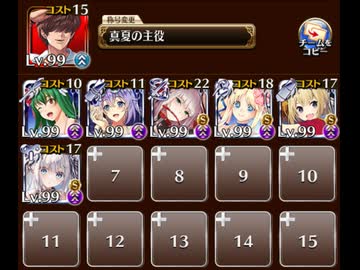 コスト15
称号変更
真夏の主役
チームを
コピー
Lv.99
コスト10
コスト11
コスト22
コスト18
コスト17
Lv.99
Lv.99
S
Lv.99
S
Lv.99
S
Lv.99
コスト17
S
Lv.99
7
8
9
10
11
12
13
14
15